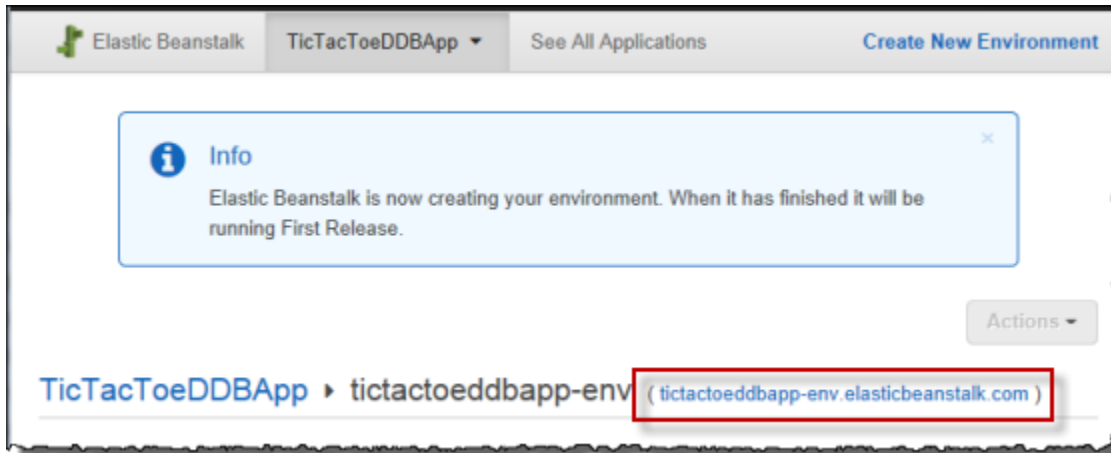 Elastic Beanstalk TicTacToeDDBApp See All Applications Create New Environment
Info
Elastic Beanstalk is now creating your environment. When it has finished it will be
running First Release.
Actions
TicTacToeDDBApp tictactoeddbapp-env ( tictactoeddbapp-env.elasticbeanstalk.com )